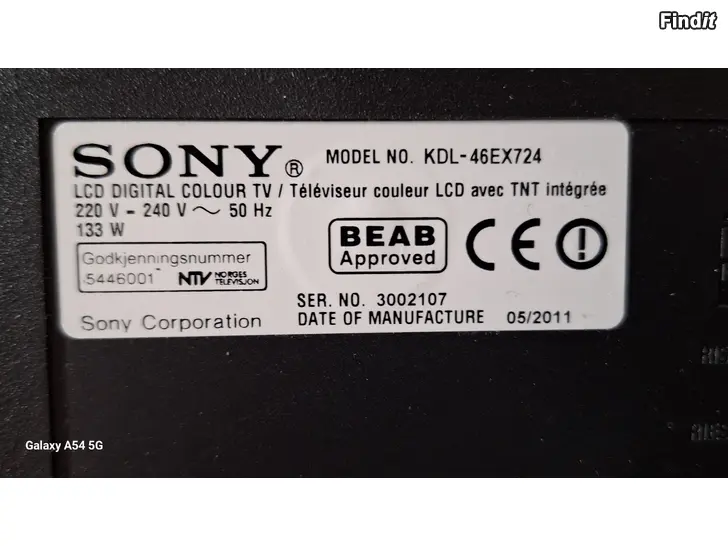 Findit
SONY® MODEL NO. KDL-46EX724
LCD DIGITAL COLOUR TV / Téléviseur couleur LCD avec TNT intégrée
220 V - 240 V ~ 50 Hz
133 W
BEAB
Approved
CE
Godkjenningsnummer
5446001 NTV NORGES
TELEVISJON
Sony Corporation
SER. NO. 3002107
DATE OF MANUFACTURE 05/2011
Galaxy A54 5G